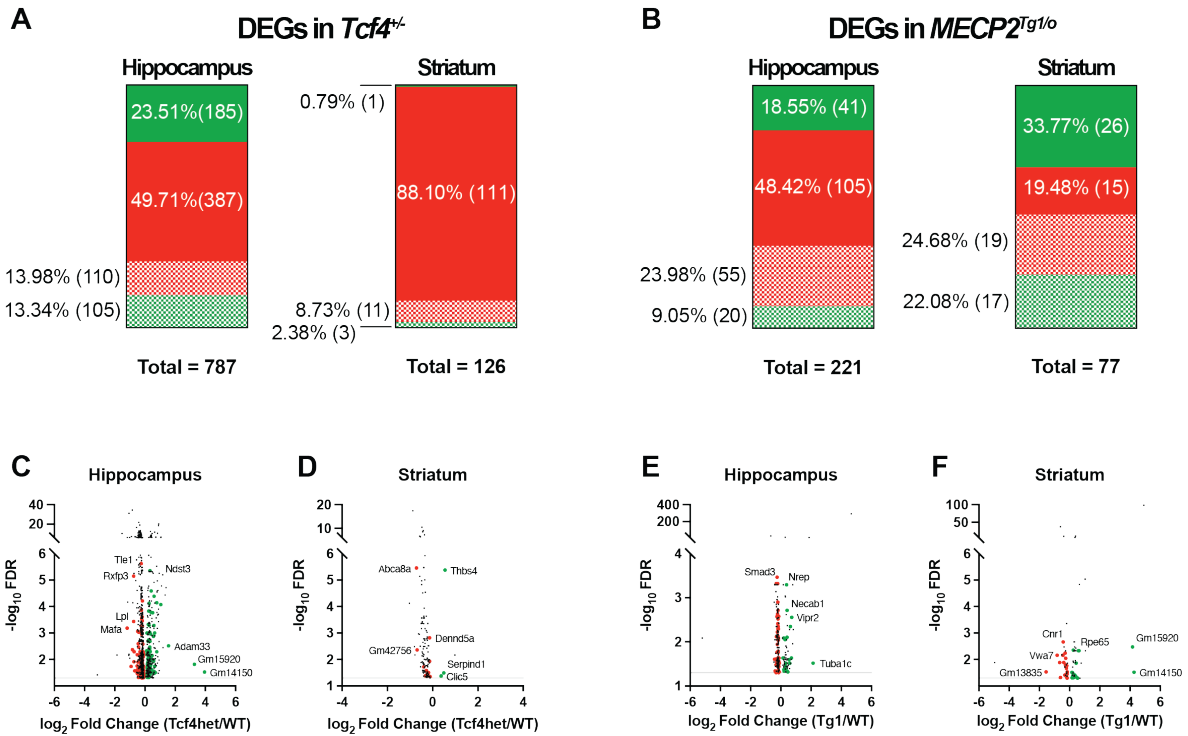 A
DEGs in Tcf4+/-
Hippocampus
Striatum
23.51%(185)
49.71%(387)
13.98% (110)
13.34% (105)
0.79% (1)
88.10% (111)
8.73% (11)
2.38% (3)
Total = 787
Total = 126
B
DEGs in MECP2Tg1/o
Hippocampus
Striatum
18.55% (41)
48.42% (105)
23.98% (55)
9.05% (20)
33.77% (26)
19.48% (15)
24.68% (19)
22.08% (17)
Total = 221
Total = 77
C
Hippocampus
40
20
6
5
4
3
2
-log10 FDR
Tle1
Ndst3
Rxfp3
Lpl
Mafa
Adam33
Gm15920
Gm14150
-6 -4 -2 0 2 4 6
log2 Fold Change (Tcf4het/WT)
D
Striatum
20
10
6
5
4
3
2
1
-log10 FDR
Abca8a
Thbs4
Dennd5a
Gm42756
Serpind1
Clic5
-4 -2 0 2 4
log2 Fold Change (Tcf4het/WT)
E
Hippocampus
400
200
4
3
2
1
-log10 FDR
Smad3
Nrep
Necab1
Vipr2
Tuba1c
-6 -4 -2 0 2 4 6
log2 Fold Change (Tg1/WT)
F
Striatum
100
50
6
5
4
3
2
-log10 FDR
Cnr1
Rpe65
Gm15920
Vwa7
Gm13835
Gm14150
-6 -4 -2 0 2 4 6
log2 Fold Change (Tg1/WT)